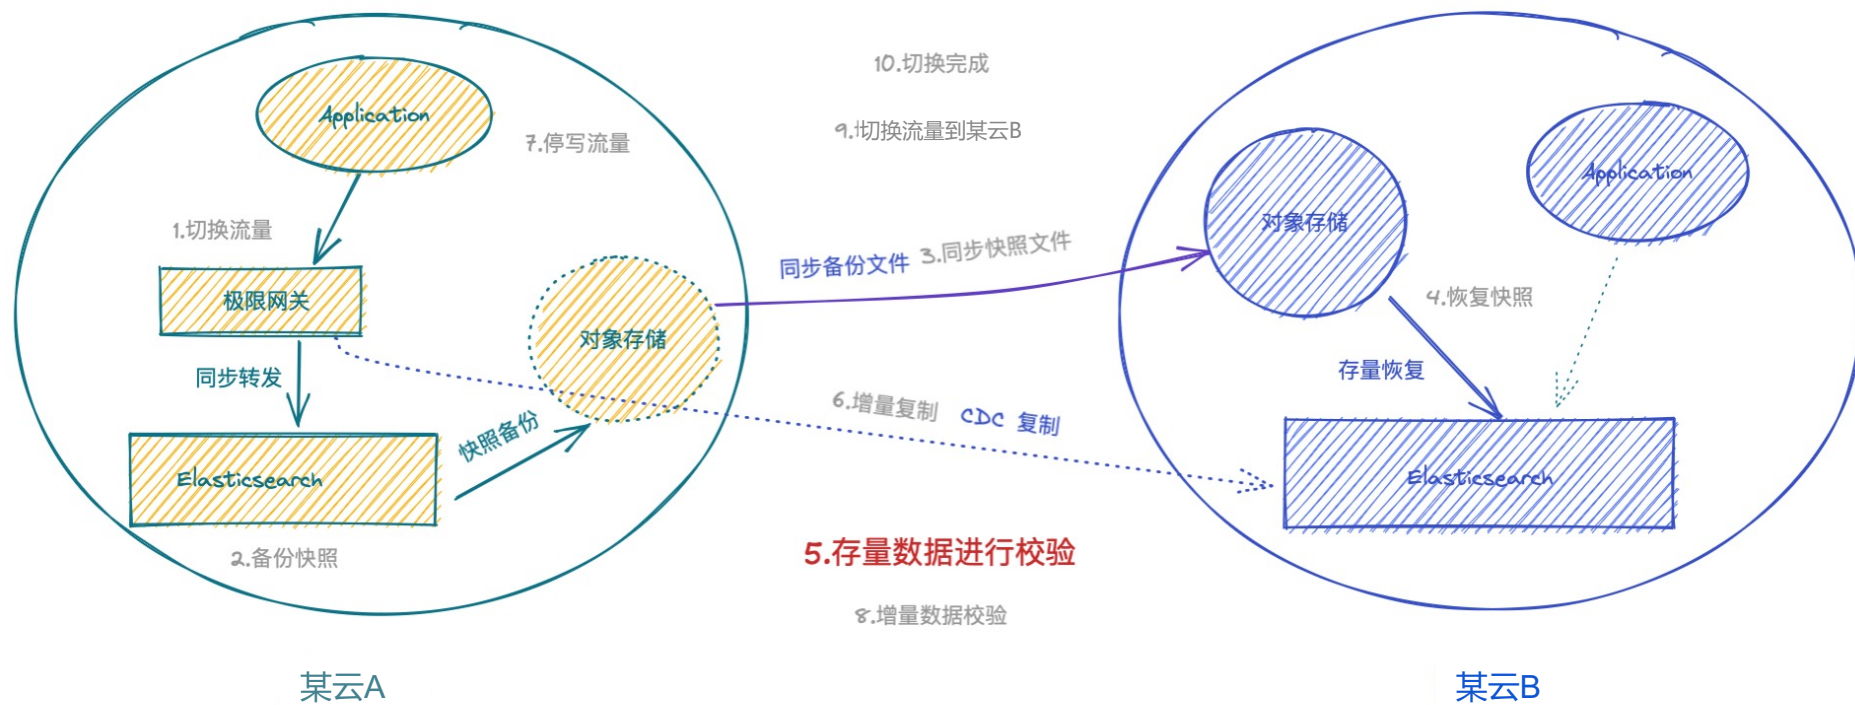 10.切换完成
Application
7.停写流量
9.切换流量到某云B
Application
1.切换流量
对象存储
同步备份文件 3.同步快照文件
极限网关
4.恢复快照
对象存储
同步转发
存量恢复
6.增量复制 CDC 复制
快照备份
Elasticsearch
Elasticsearch
2.备份快照
5.存量数据进行校验
8.增量数据校验
某云A
某云B